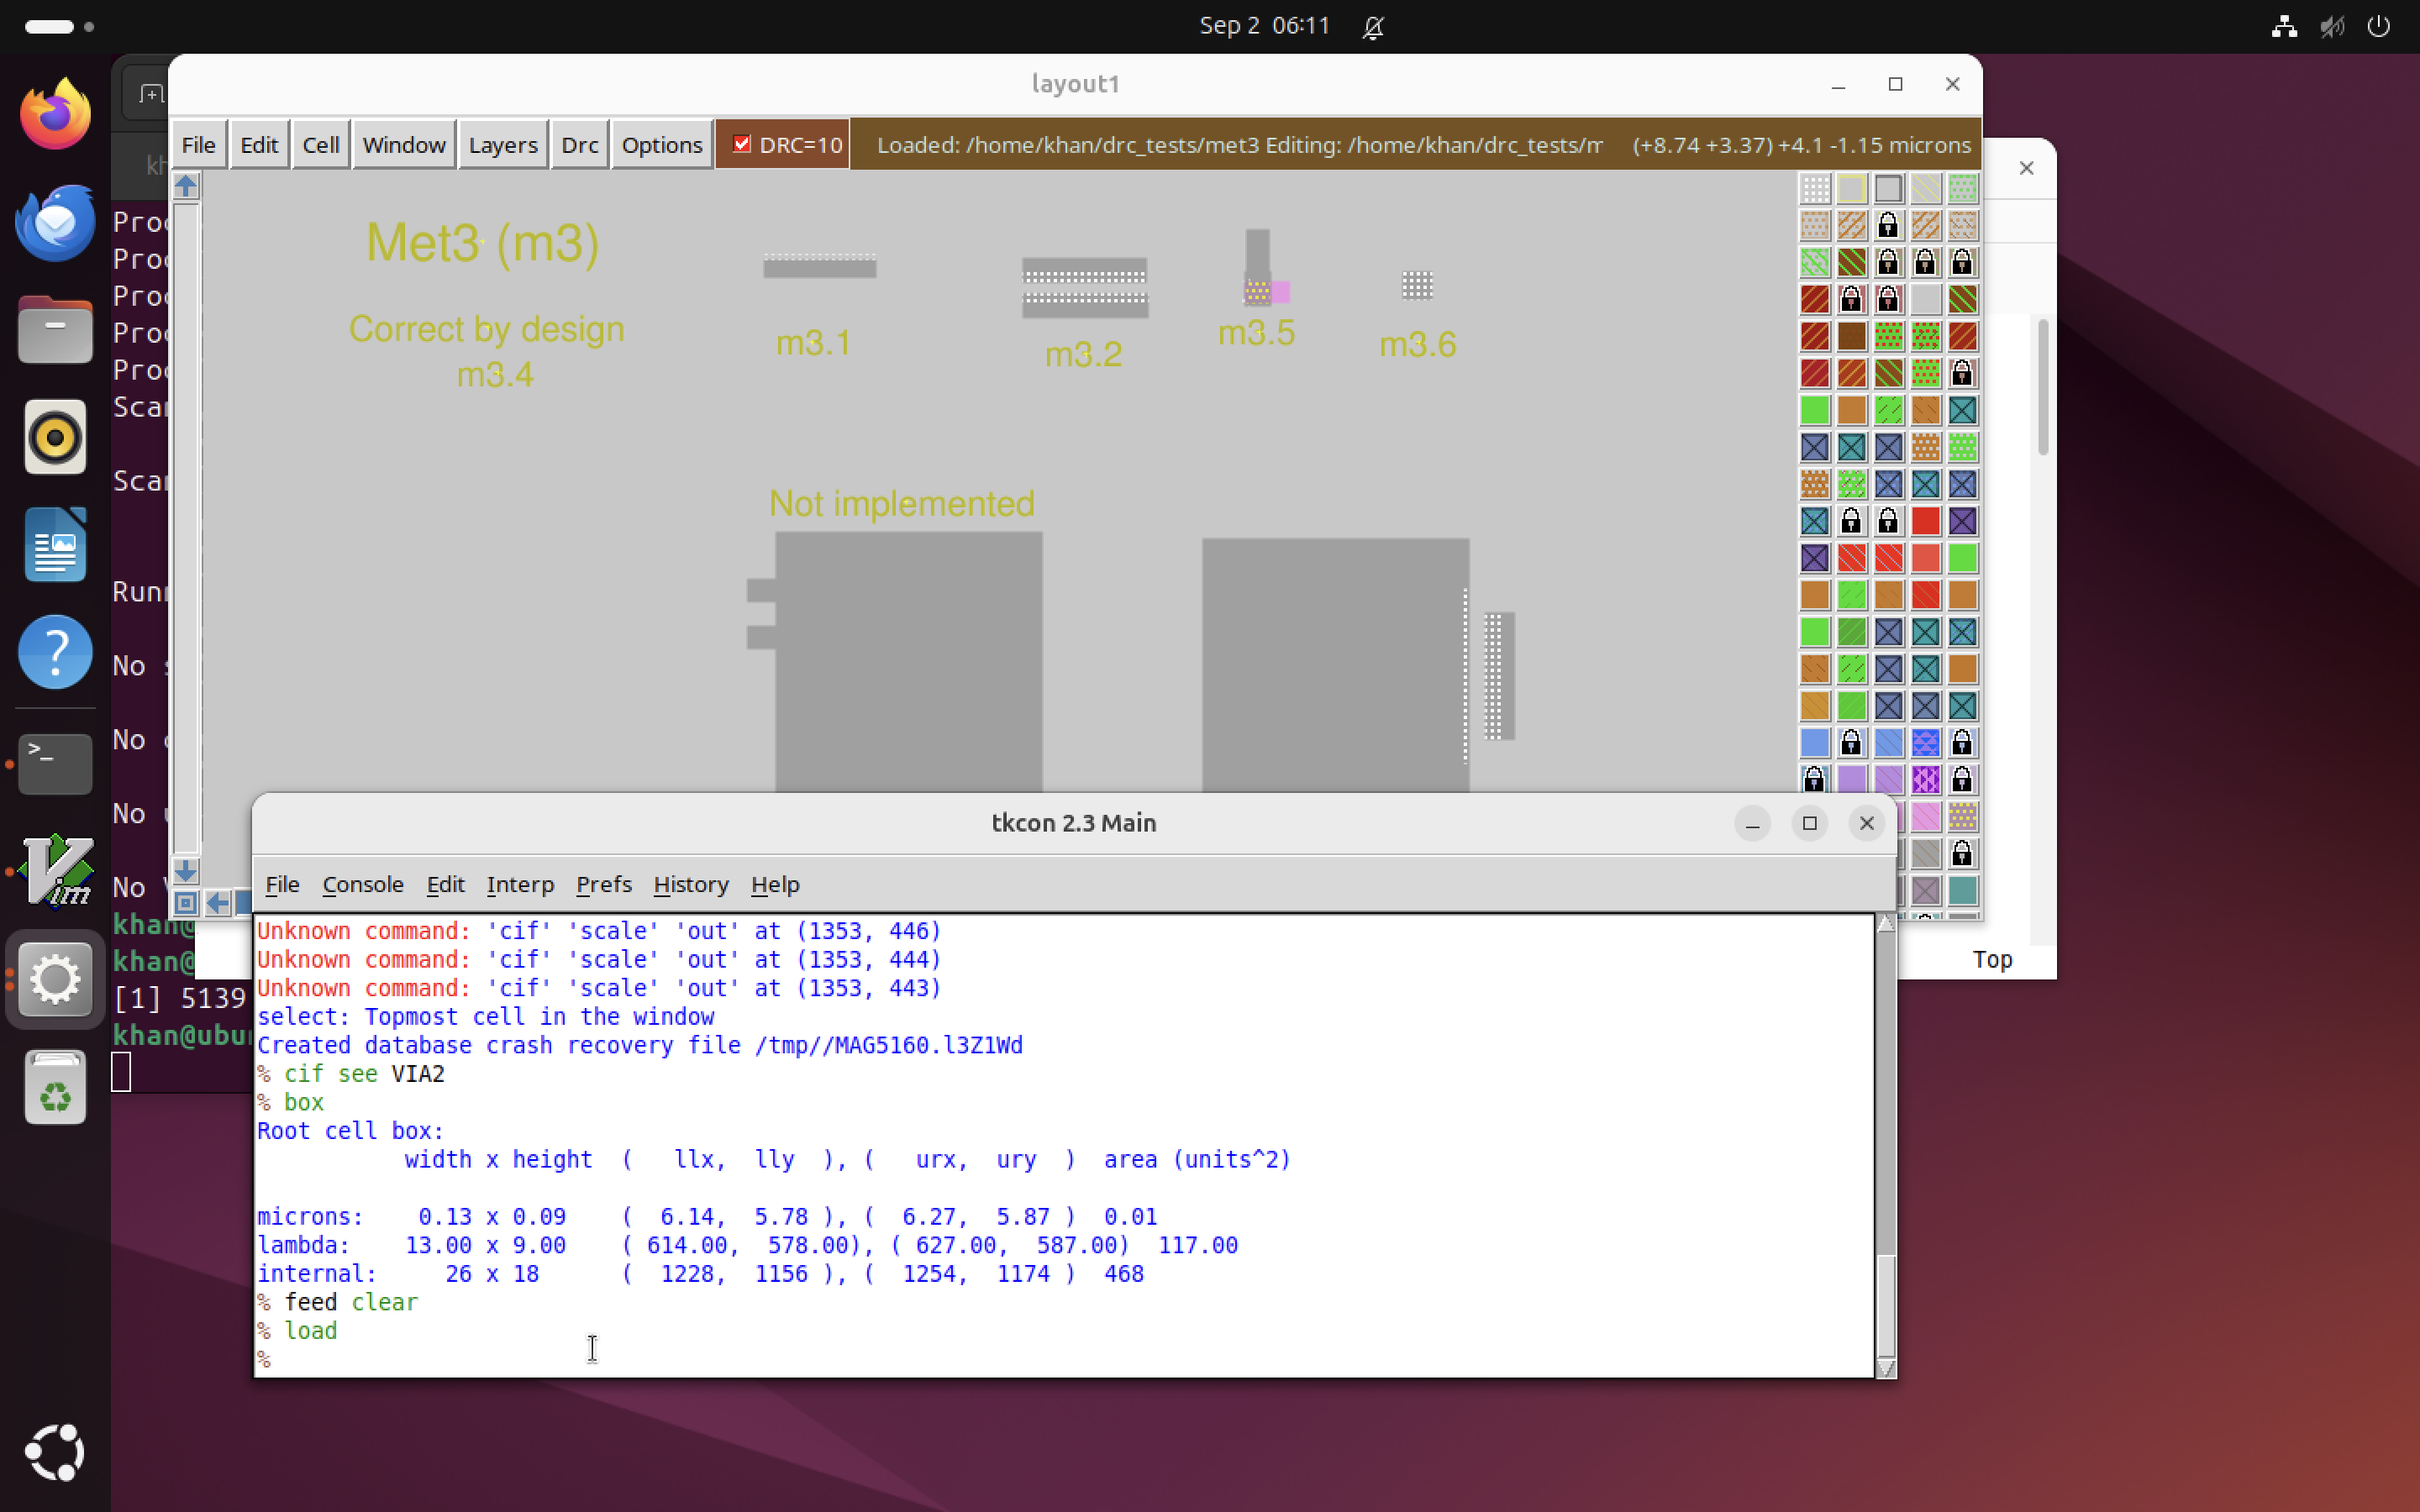 Sep 2 06:11
layout1
File Edit Cell Window Layers Drc Options DRC=10 Loaded: /home/khan/drc_tests/met3 Editing: /home/khan/drc_tests/m (+8.74 +3.37) +4.1 -1.15 microns
kh
Proc
Proc
Proc
Proc
Proc
Scan
Scan
Runn
No
No
No
No
khan@
khan@
[1] 5139
khan@ubu
Met3 (m3)
Correct by design
m3.4
m3.1
m3.2
m3.5
m3.6
Not implemented
Top
tkcon 2.3 Main
File Console Edit Interp Prefs History Help
Unknown command: 'cif' 'scale' 'out' at (1353, 446)
Unknown command: 'cif' 'scale' 'out' at (1353, 444)
Unknown command: 'cif' 'scale' 'out' at (1353, 443)
select: Topmost cell in the window
Created database crash recovery file /tmp//MAG5160.l3Z1Wd
% cif see VIA2
% box
Root cell box:
width x height ( llx, lly ), ( urx, ury ) area (units^2)
microns: 0.13 x 0.09 ( 6.14, 5.78 ), ( 6.27, 5.87 ) 0.01
lambda: 13.00 x 9.00 ( 614.00, 578.00), ( 627.00, 587.00) 117.00
internal: 26 x 18 ( 1228, 1156 ), ( 1254, 1174 ) 468
% feed clear
% load
%